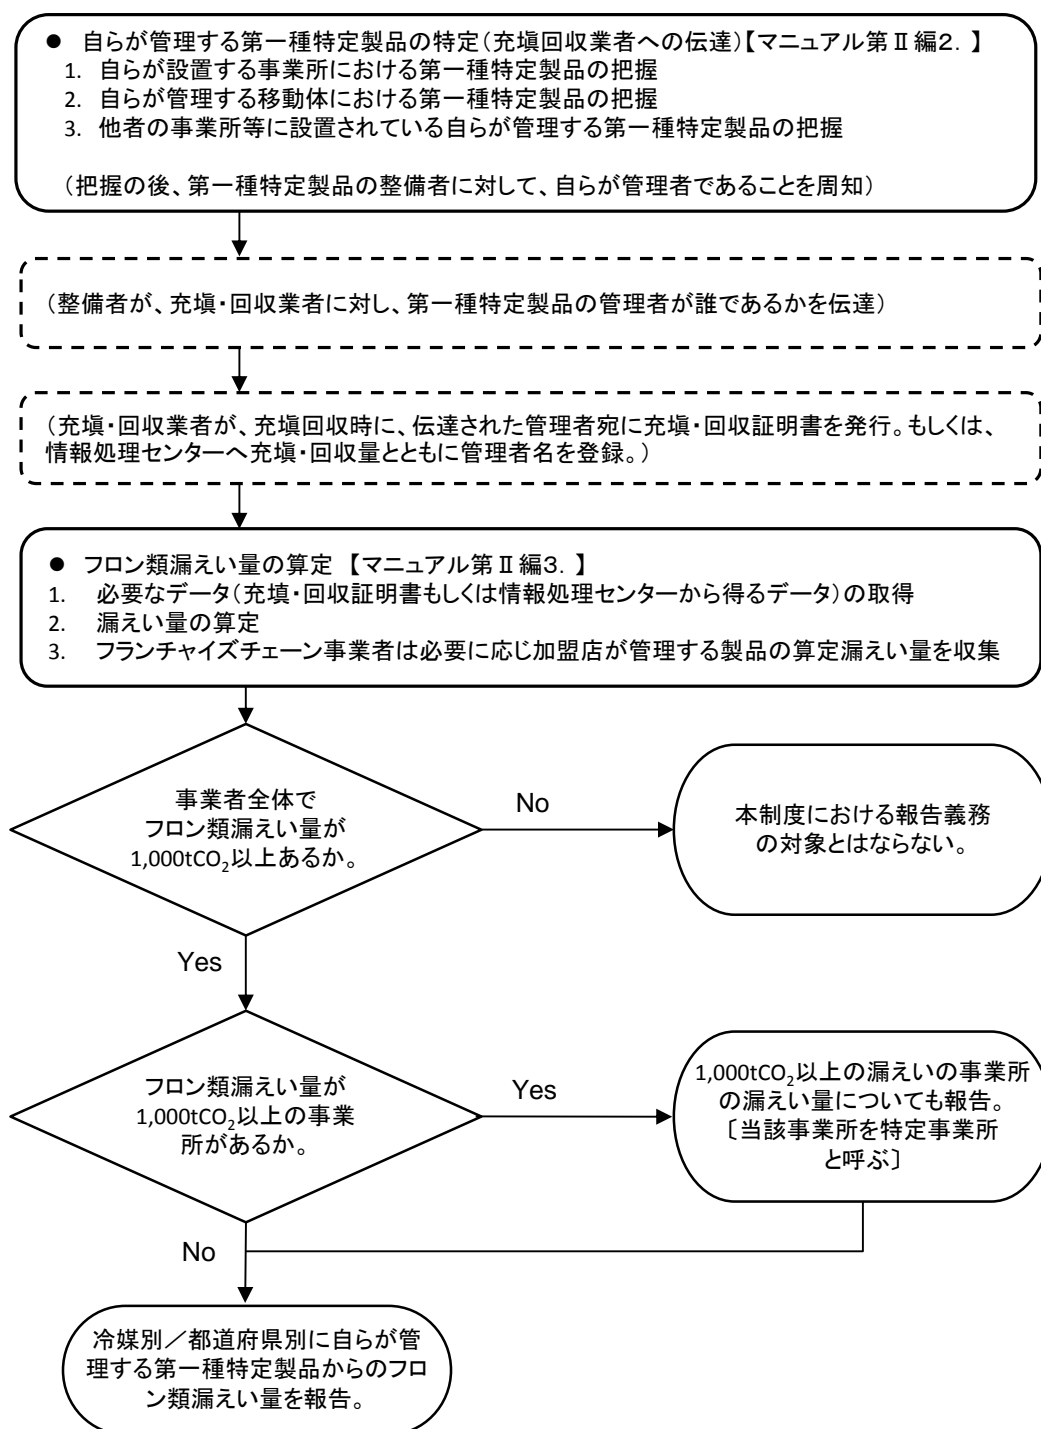 ● 自らが管理する第一種特定製品の特定(充塡回収業者への伝達)【マニュアル第Ⅱ編2. 】
1. 自らが設置する事業所における第一種特定製品の把握
2. 自らが管理する移動体における第一種特定製品の把握
3. 他者の事業所等に設置されている自らが管理する第一種特定製品の把握
(把握の後、第一種特定製品の整備者に対して、自らが管理者であることを周知)
(整備者が、充塡・回収業者に対し、第一種特定製品の管理者が誰であるかを伝達)
(充塡・回収業者が、充塡回収時に、伝達された管理者宛に充塡・回収証明書を発行。もしくは、
情報処理センターへ充塡・回収量とともに管理者名を登録。)
● フロン類漏えい量の算定 【マニュアル第Ⅱ編3. 】
1. 必要なデータ(充塡・回収証明書もしくは情報処理センターから得るデータ)の取得
2. 漏えい量の算定
3. フランチャイズチェーン事業者は必要に応じ加盟店が管理する製品の算定漏えい量を収集
事業者全体で
フロン類漏えい量が
1,000tCO₂以上あるか。
No
本制度における報告義務
の対象とはならない。
Yes
フロン類漏えい量が
1,000tCO₂以上の事業
所があるか。
Yes
1,000tCO₂以上の漏えいの事業所
の漏えい量についても報告。
〔当該事業所を特定事業所
と呼ぶ〕
No
冷媒別/都道府県別に自らが管
理する第一種特定製品からのフロ
ン類漏えい量を報告。